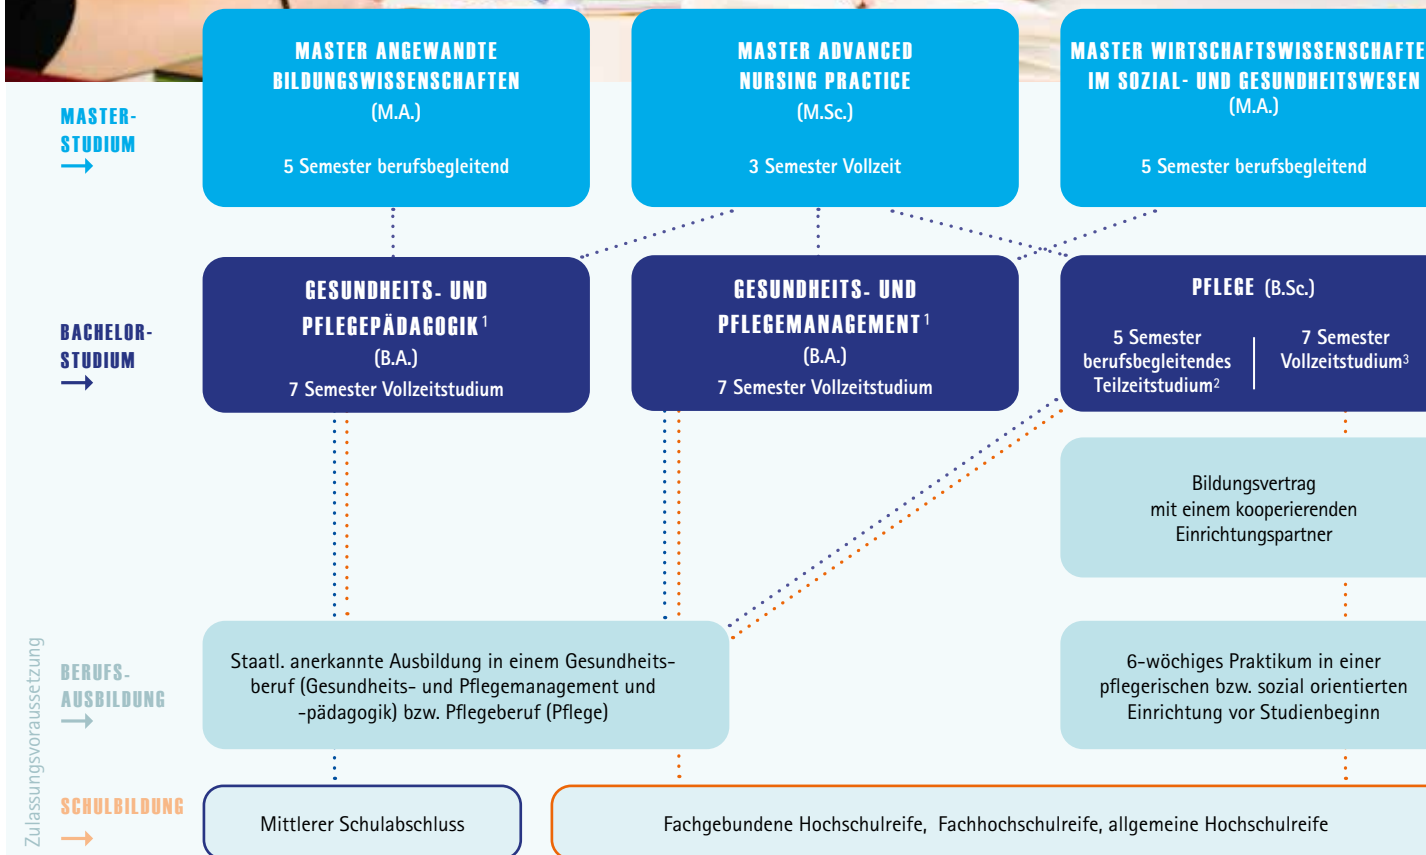 MASTER ANGEWANDTE
BILDUNGSWISSENSCHAFTEN
(M.A.)
5 Semester berufsbegleitend
MASTER ADVANCED
NURSING PRACTICE
(M.Sc.)
3 Semester Vollzeit
MASTER WIRTSCHAFTSWISSENSCHAFTE
IM SOZIAL- UND GESUNDHEITSWESEN
(M.A.)
5 Semester berufsbegleitend
MASTER-
STUDIUM
GESUNDHEITS- UND
PFLEGEPÄDAGOGIK 1
(B.A.)
7 Semester Vollzeitstudium
GESUNDHEITS- UND
PFLEGEMANAGEMENT 1
(B.A.)
7 Semester Vollzeitstudium
PFLEGE (B.Sc.)
5 Semester
berufsbegleitendes
Teilzeitstudium2
7 Semester
Vollzeitstudium3
BACHELOR-
STUDIUM
Bildungsvertrag
mit einem kooperierenden
Einrichtungspartner
Zulassungsvoraussetzung
BERUFS-
AUSBILDUNG
Staatl. anerkannte Ausbildung in einem Gesundheits-
beruf (Gesundheits- und Pflegemanagement und
-pädagogik) bzw. Pflegeberuf (Pflege)
6-wöchiges Praktikum in einer
pflegerischen bzw. sozial orientierten
Einrichtung vor Studienbeginn
SCHULBILDUNG
Mittlerer Schulabschluss
Fachgebundene Hochschulreife, Fachhochschulreife, allgemeine Hochschulreife